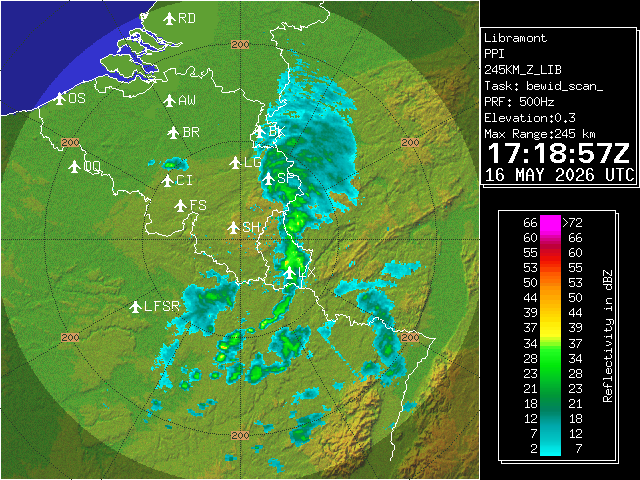 RD
200
OS
AW
BR
BK
200
200
LG
QQ
CI
SP
FS
SH
LX
LFSR
200
200
200
Libramont
PPI
245KM_Z_LIB
Task: bewid_scan_
PRF: 500Hz
Elevation:0.3
Max Range:245 km
17:18:57Z
16 MAY 2026 UTC
66 >72
60 66
55 60
53 55
50 53
44 50
39 44
37 39
34 37
28 34
23 28
21 23
18 21
12 18
7 12
2 7
Reflectivity in dBZ